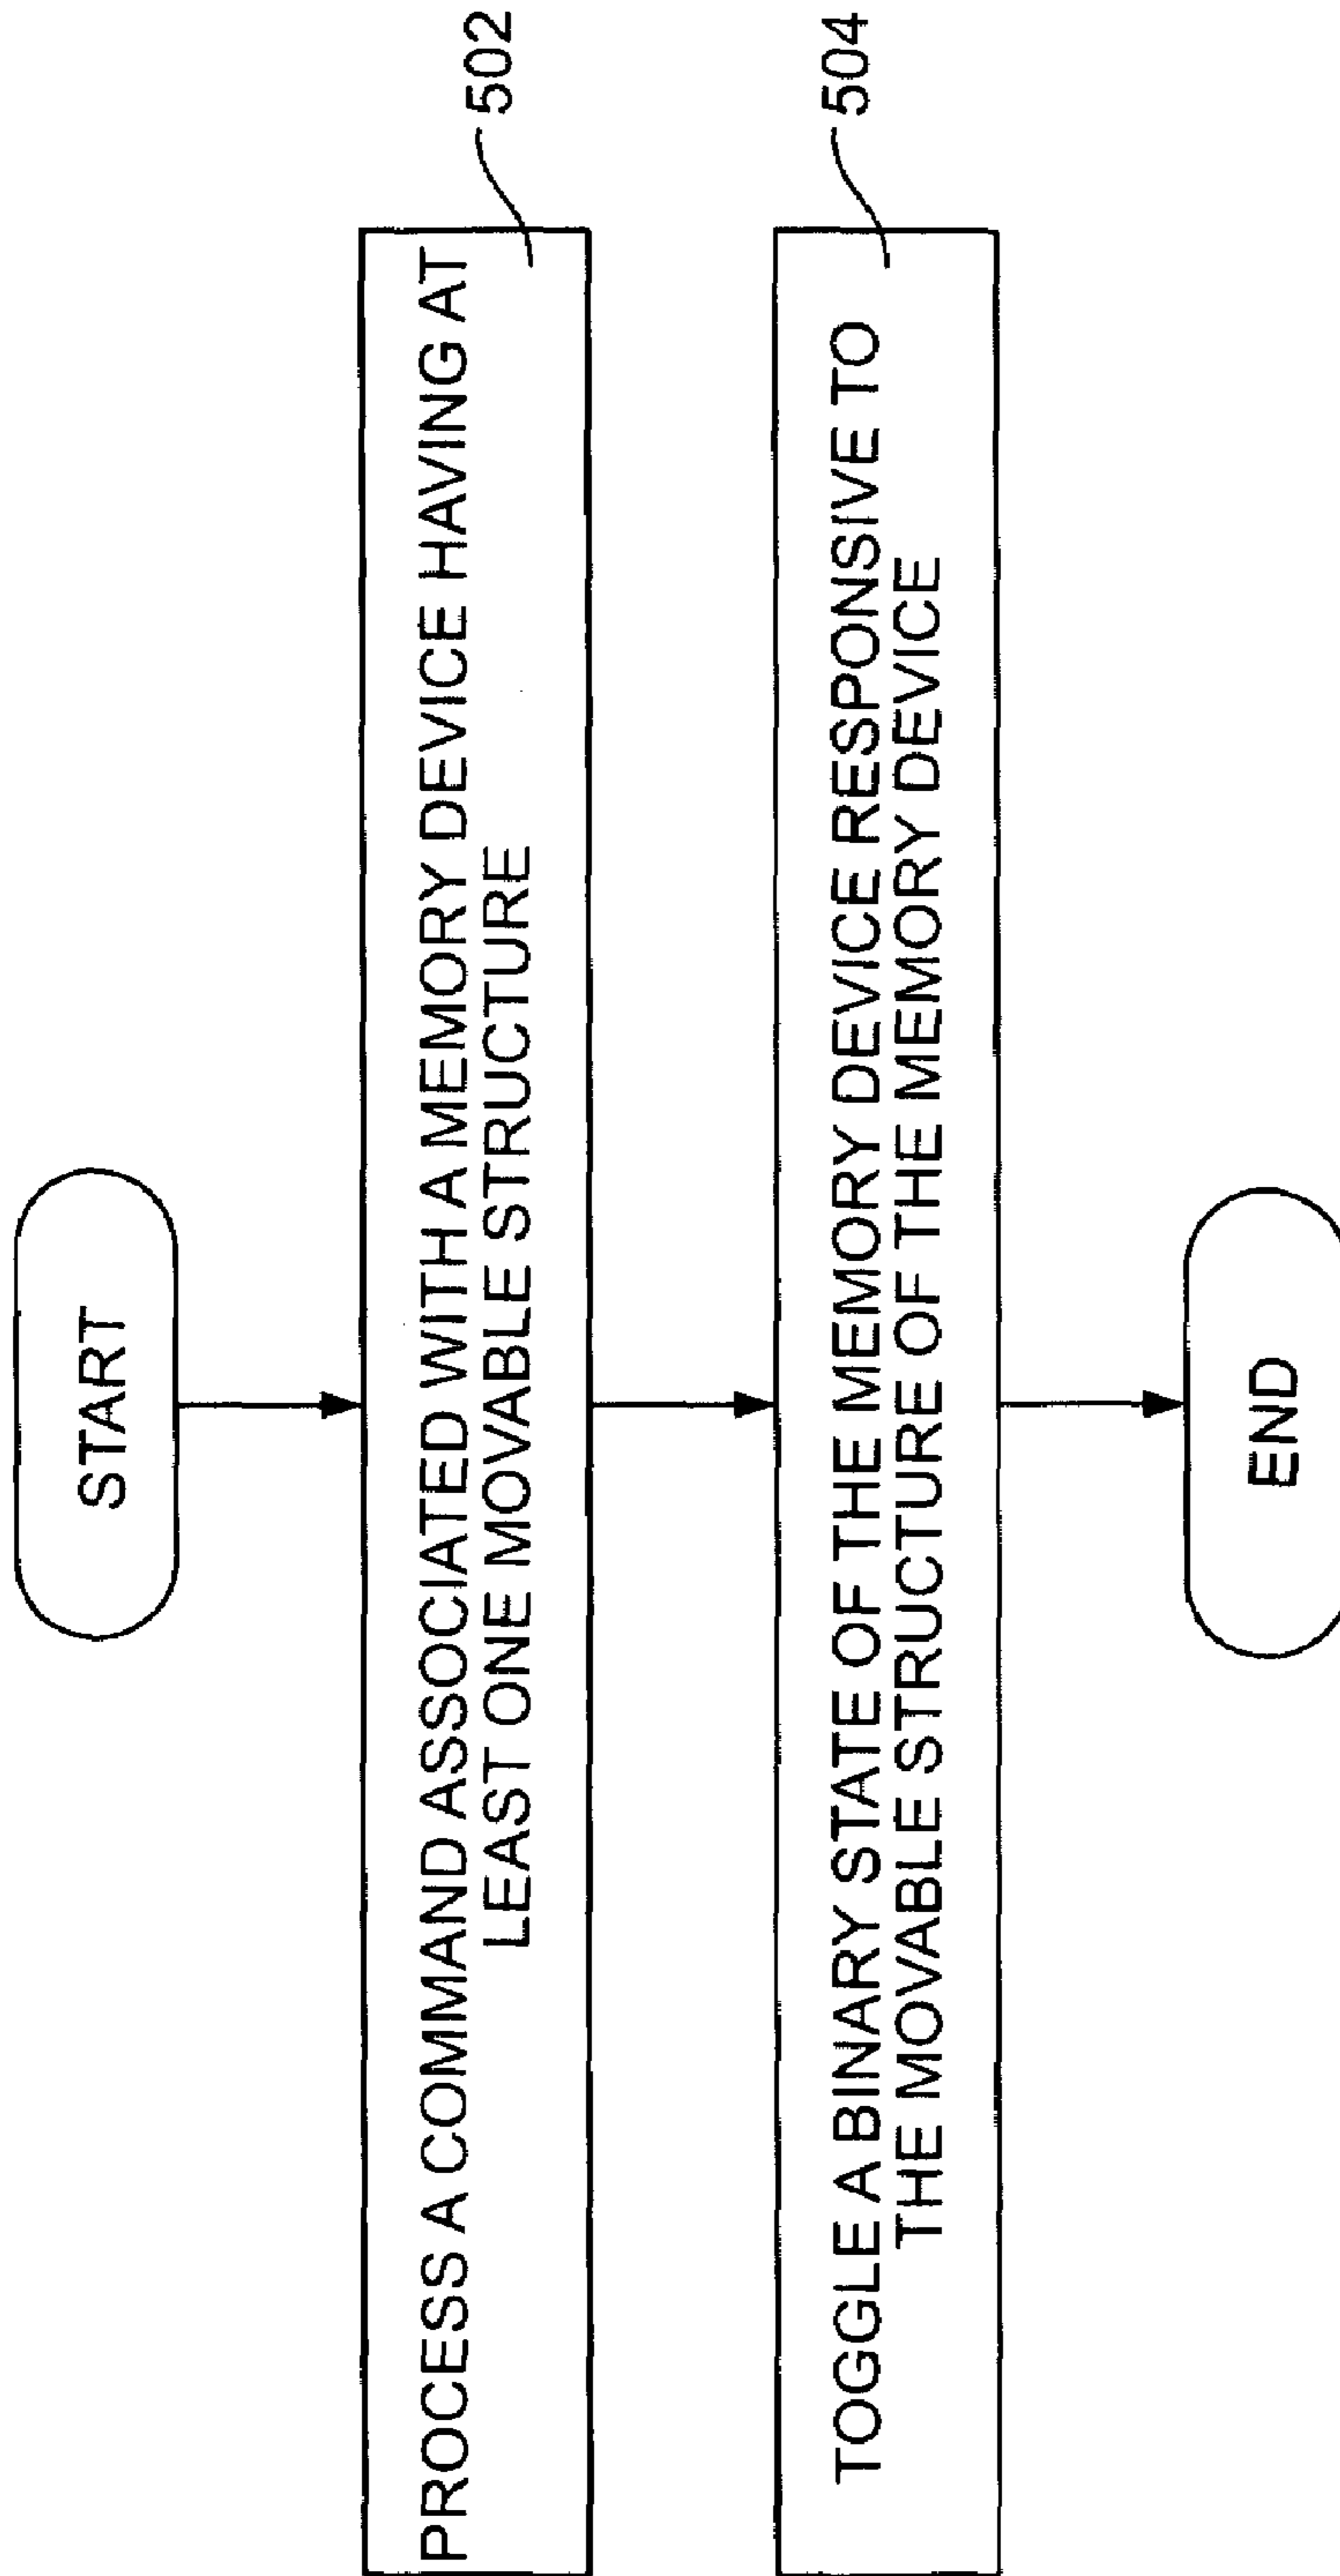 START
PROCESS A COMMAND ASSOCIATED WITH A MEMORY DEVICE HAVING AT
LEAST ONE MOVABLE STRUCTURE
502
TOGGLE A BINARY STATE OF THE MEMORY DEVICE RESPONSIVE TO
THE MOVABLE STRUCTURE OF THE MEMORY DEVICE
504
END